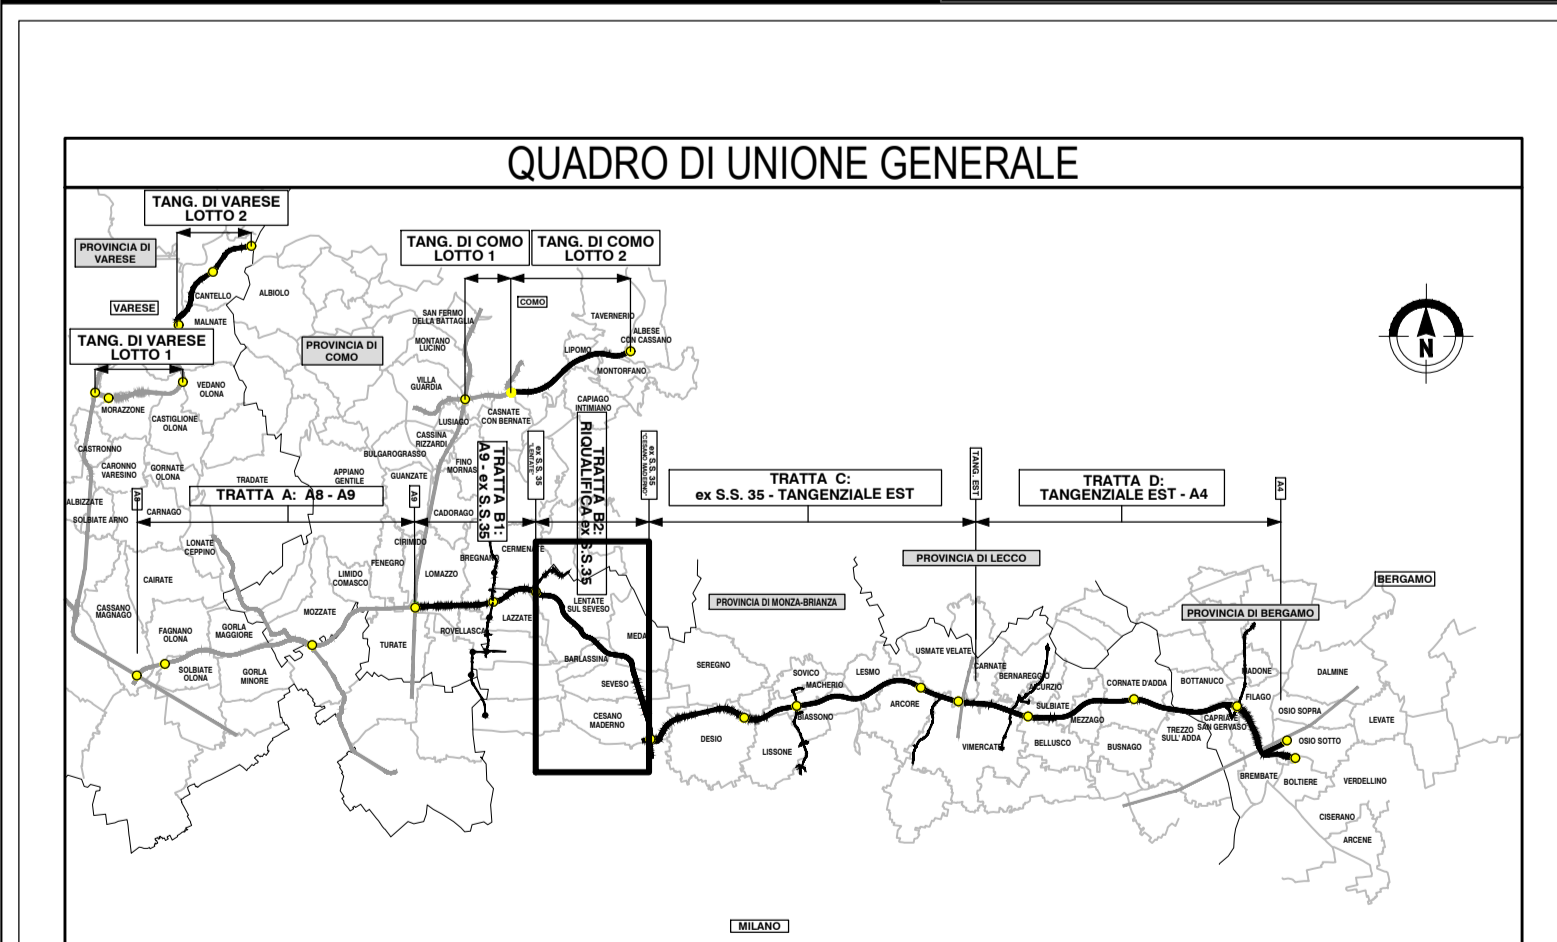 QUADRO DI UNIONE GENERALE
TANG. DI VARESE
LOTTO 2
PROVINCIA DI
VARESE
TANG. DI COMO
LOTTO 1
TANG. DI COMO
LOTTO 2
CANTELLO
ALBIOLO
VARESE
MALNATE
COMO
SAN FERMO
DELLA BATTAGLIA
TAVERNERIO
ALBESE
CON CASSANO
TANG. DI VARESE
LOTTO 1
PROVINCIA DI
COMO
MONTANO
LUCINO
LIPOMO
MONTORFANO
N
VEDANO
OLONA
VILLA
GUARDIA
MORAZZONE
CASTIGLIONE
OLONA
LUSIAGO
CASNATE
CON BERNATE
CAPIAGO
INTIMIANO
CASTRONNO
CASSINA
RIZZARDI
BULGAROGRASSO
CARONNO
VARESINO
GORNATE
OLONA
TRADATE
APPIANO
GENTILE
GUANZATE
FINO
MORNAS
ALBIZZATE
SOLBIATE ARNO
CARNAGO
A8
TRATTA A: A8 - A9
A9
CADORAGO
TRATTA B1:
A9 - ex S.S.35
ex S.S. 35
"LENTATE"
TRATTA B2:
RIQUALIFICA ex S.S.35
ex S.S. 35
"CESANO MADERNO"
TRATTA C:
ex S.S. 35 - TANGENZIALE EST
TANG. EST
TRATTA D:
TANGENZIALE EST - A4
A4
LONATE
CEPPINO
CIRIMIDO
FENEGRO
BREGNANO
CERMENATE
PROVINCIA DI LECCO
BERGAMO
CAIRATE
LIMIDO
COMASCO
LOMAZZO
CASSANO
MAGNAGO
MOZZATE
LAZZATE
LENTATE
SUL SEVESO
PROVINCIA DI MONZA-BRIANZA
PROVINCIA DI BERGAMO
FAGNANO
OLONA
GORLA
MAGGIORE
ROVELLASCA
TURATE
MEDA
BARLASSINA
SEREGNO
USMATE VELATE
SOLBIATE
OLONA
GORLA
MINORE
SEVESO
SOVICO
MACHERIO
LESMO
CARNATE
BERNAREGGIO
AICURZIO
CORNATE D'ADDA
BOTTANUCO
MADONE
DALMINE
FILAGO
CESANO
MADERNO
BIASSONO
ARCORE
SULBIATE
MEZZAGO
CAPRIATE
SAN GERVASO
OSIO SOPRA
LEVATE
DESIO
LISSONE
VIMERCATE
BELLUSCO
BUSNAGO
TREZZO
SULL' ADDA
OSIO SOTTO
BREMBATE
BOLTIERE
VERDELLINO
CISERANO
ARCENE
MILANO